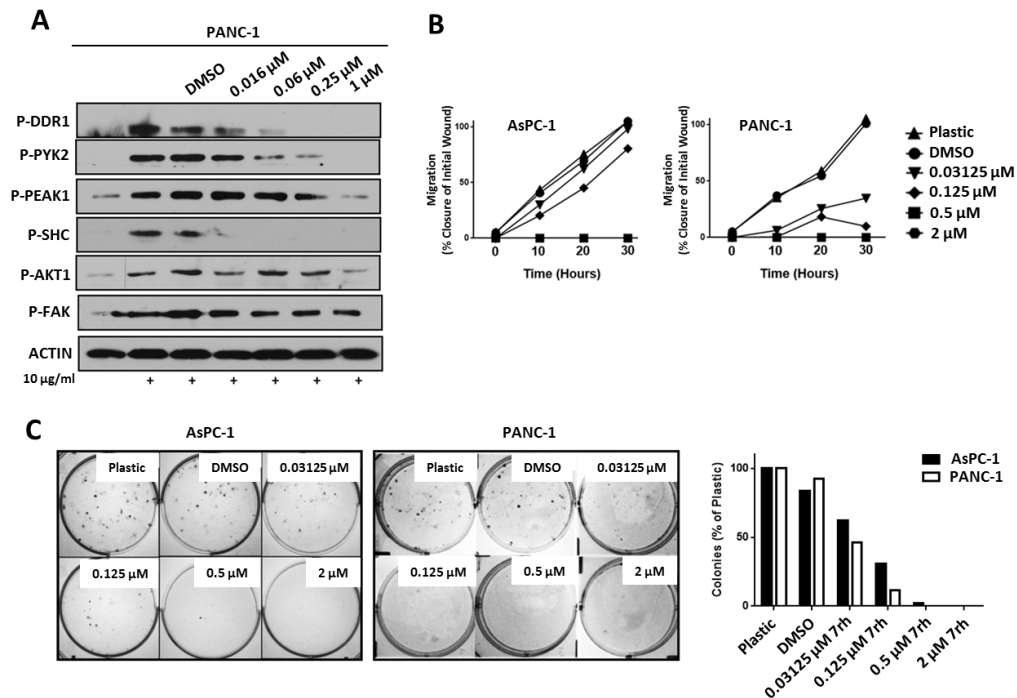 A
PANC-1
DMSO
0.016 µM
0.06 µM
0.25 µM
1 µM
P-DDR1
P-PYK2
P-PEAK1
P-SHC
P-AKT1
P-FAK
ACTIN
10 µg/ml + + + + + +
B
AsPC-1
Migration
(% Closure of Initial Wound)
100
50
0
0 10 20 30
Time (Hours)
PANC-1
Migration
(% Closure of Initial Wound)
100
50
0
0 10 20 30
Time (Hours)
Plastic
DMSO
0.03125 µM
0.125 µM
0.5 µM
2 µM
C
AsPC-1
Plastic DMSO 0.03125 µM
0.125 µM 0.5 µM 2 µM
PANC-1
Plastic DMSO 0.03125 µM
0.125 µM 0.5 µM 2 µM
AsPC-1
PANC-1
Colonies (% of Plastic)
100
50
0
Plastic
DMSO
0.03125 µM 7rh
0.125 µM 7rh
0.5 µM 7rh
2 µM 7rh